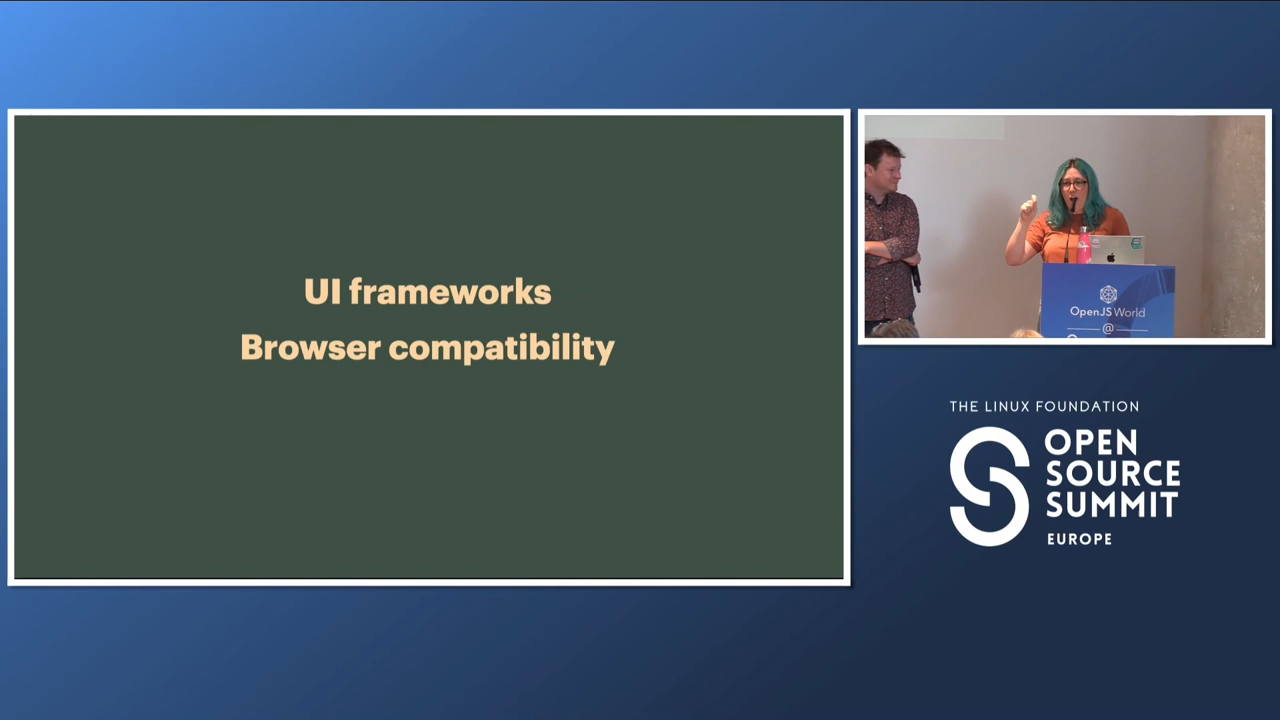 UI frameworks
Browser compatibility
OpenJS World
@
THE LINUX FOUNDATION
OPEN
SOURCE
SUMMIT
EUROPE